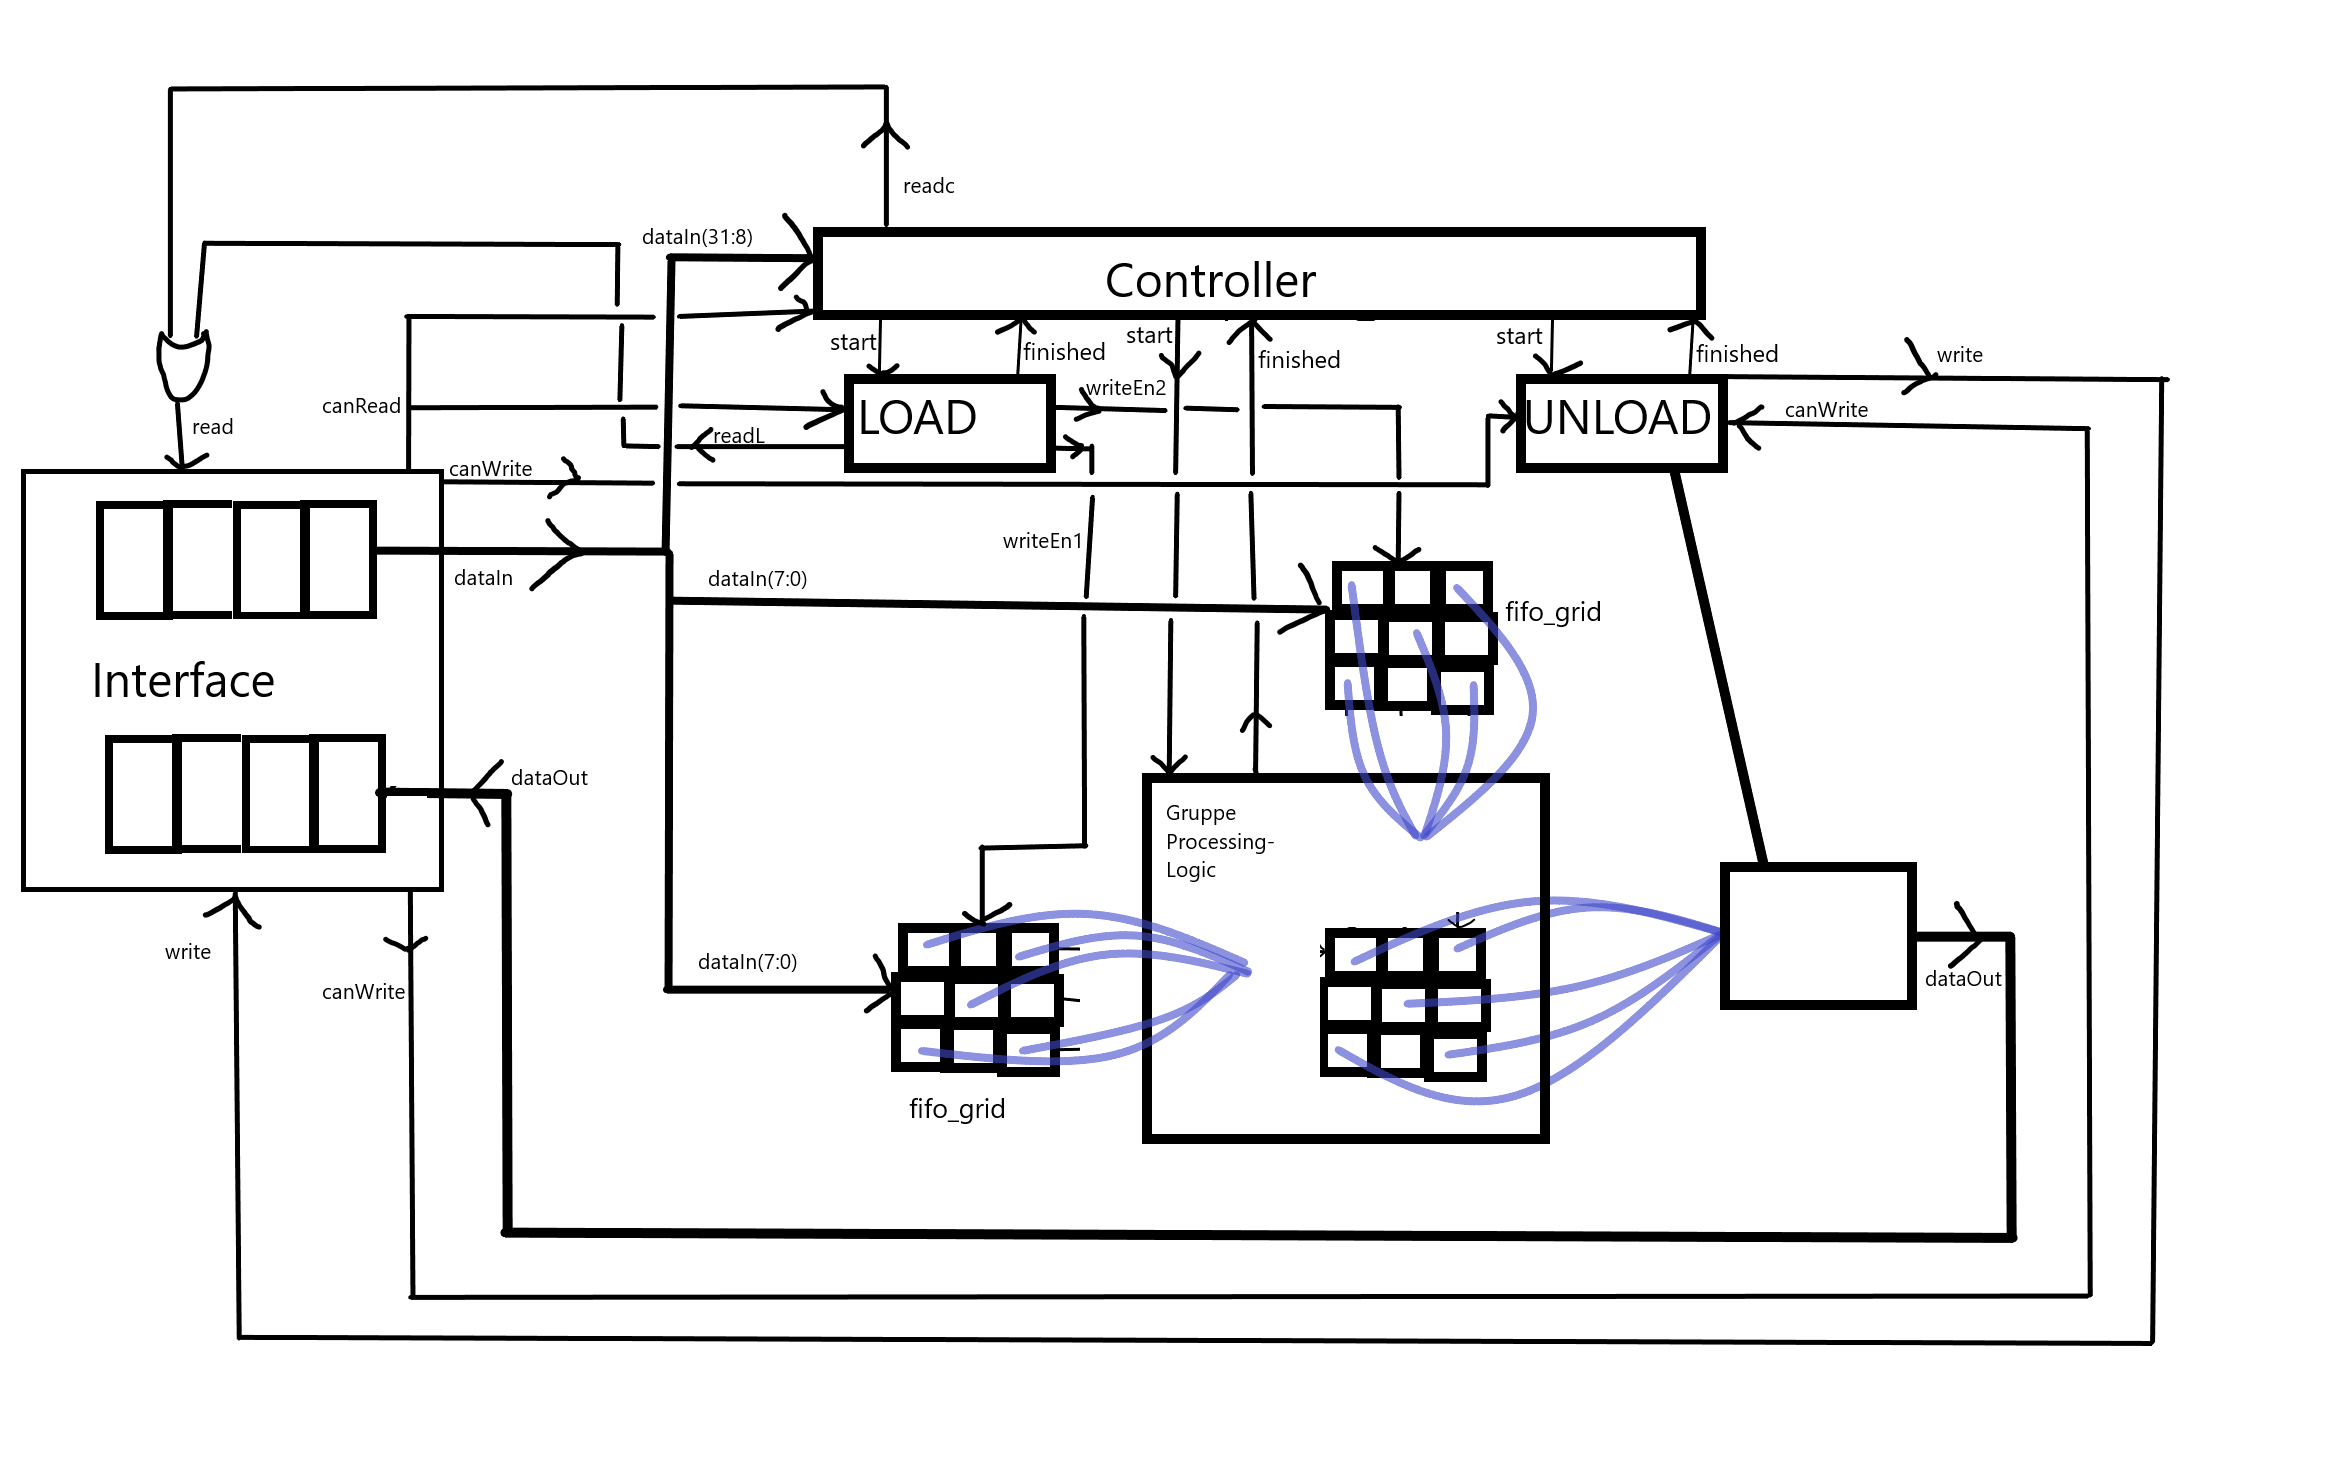 readc
dataIn(31:8)
Controller
start
finished
start
finished
start
finished
write
canRead
LOAD
writeEn2
UNLOAD
canWrite
read
readL
canWrite
writeEn1
dataIn
dataIn(7:0)
fifo_grid
Interface
dataOut
Gruppe
Processing-
Logic
write
canWrite
dataIn(7:0)
dataOut
fifo_grid